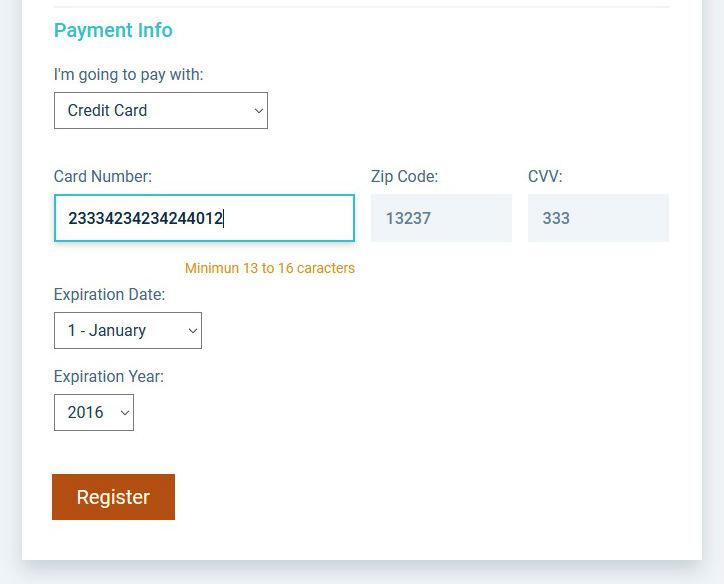 Payment Info
I'm going to pay with:
Credit Card
Card Number:
Zip Code:
CVV:
23334234234244012
13237
333
Minimun 13 to 16 caracters
Expiration Date:
1 - January
Expiration Year:
2016
Register